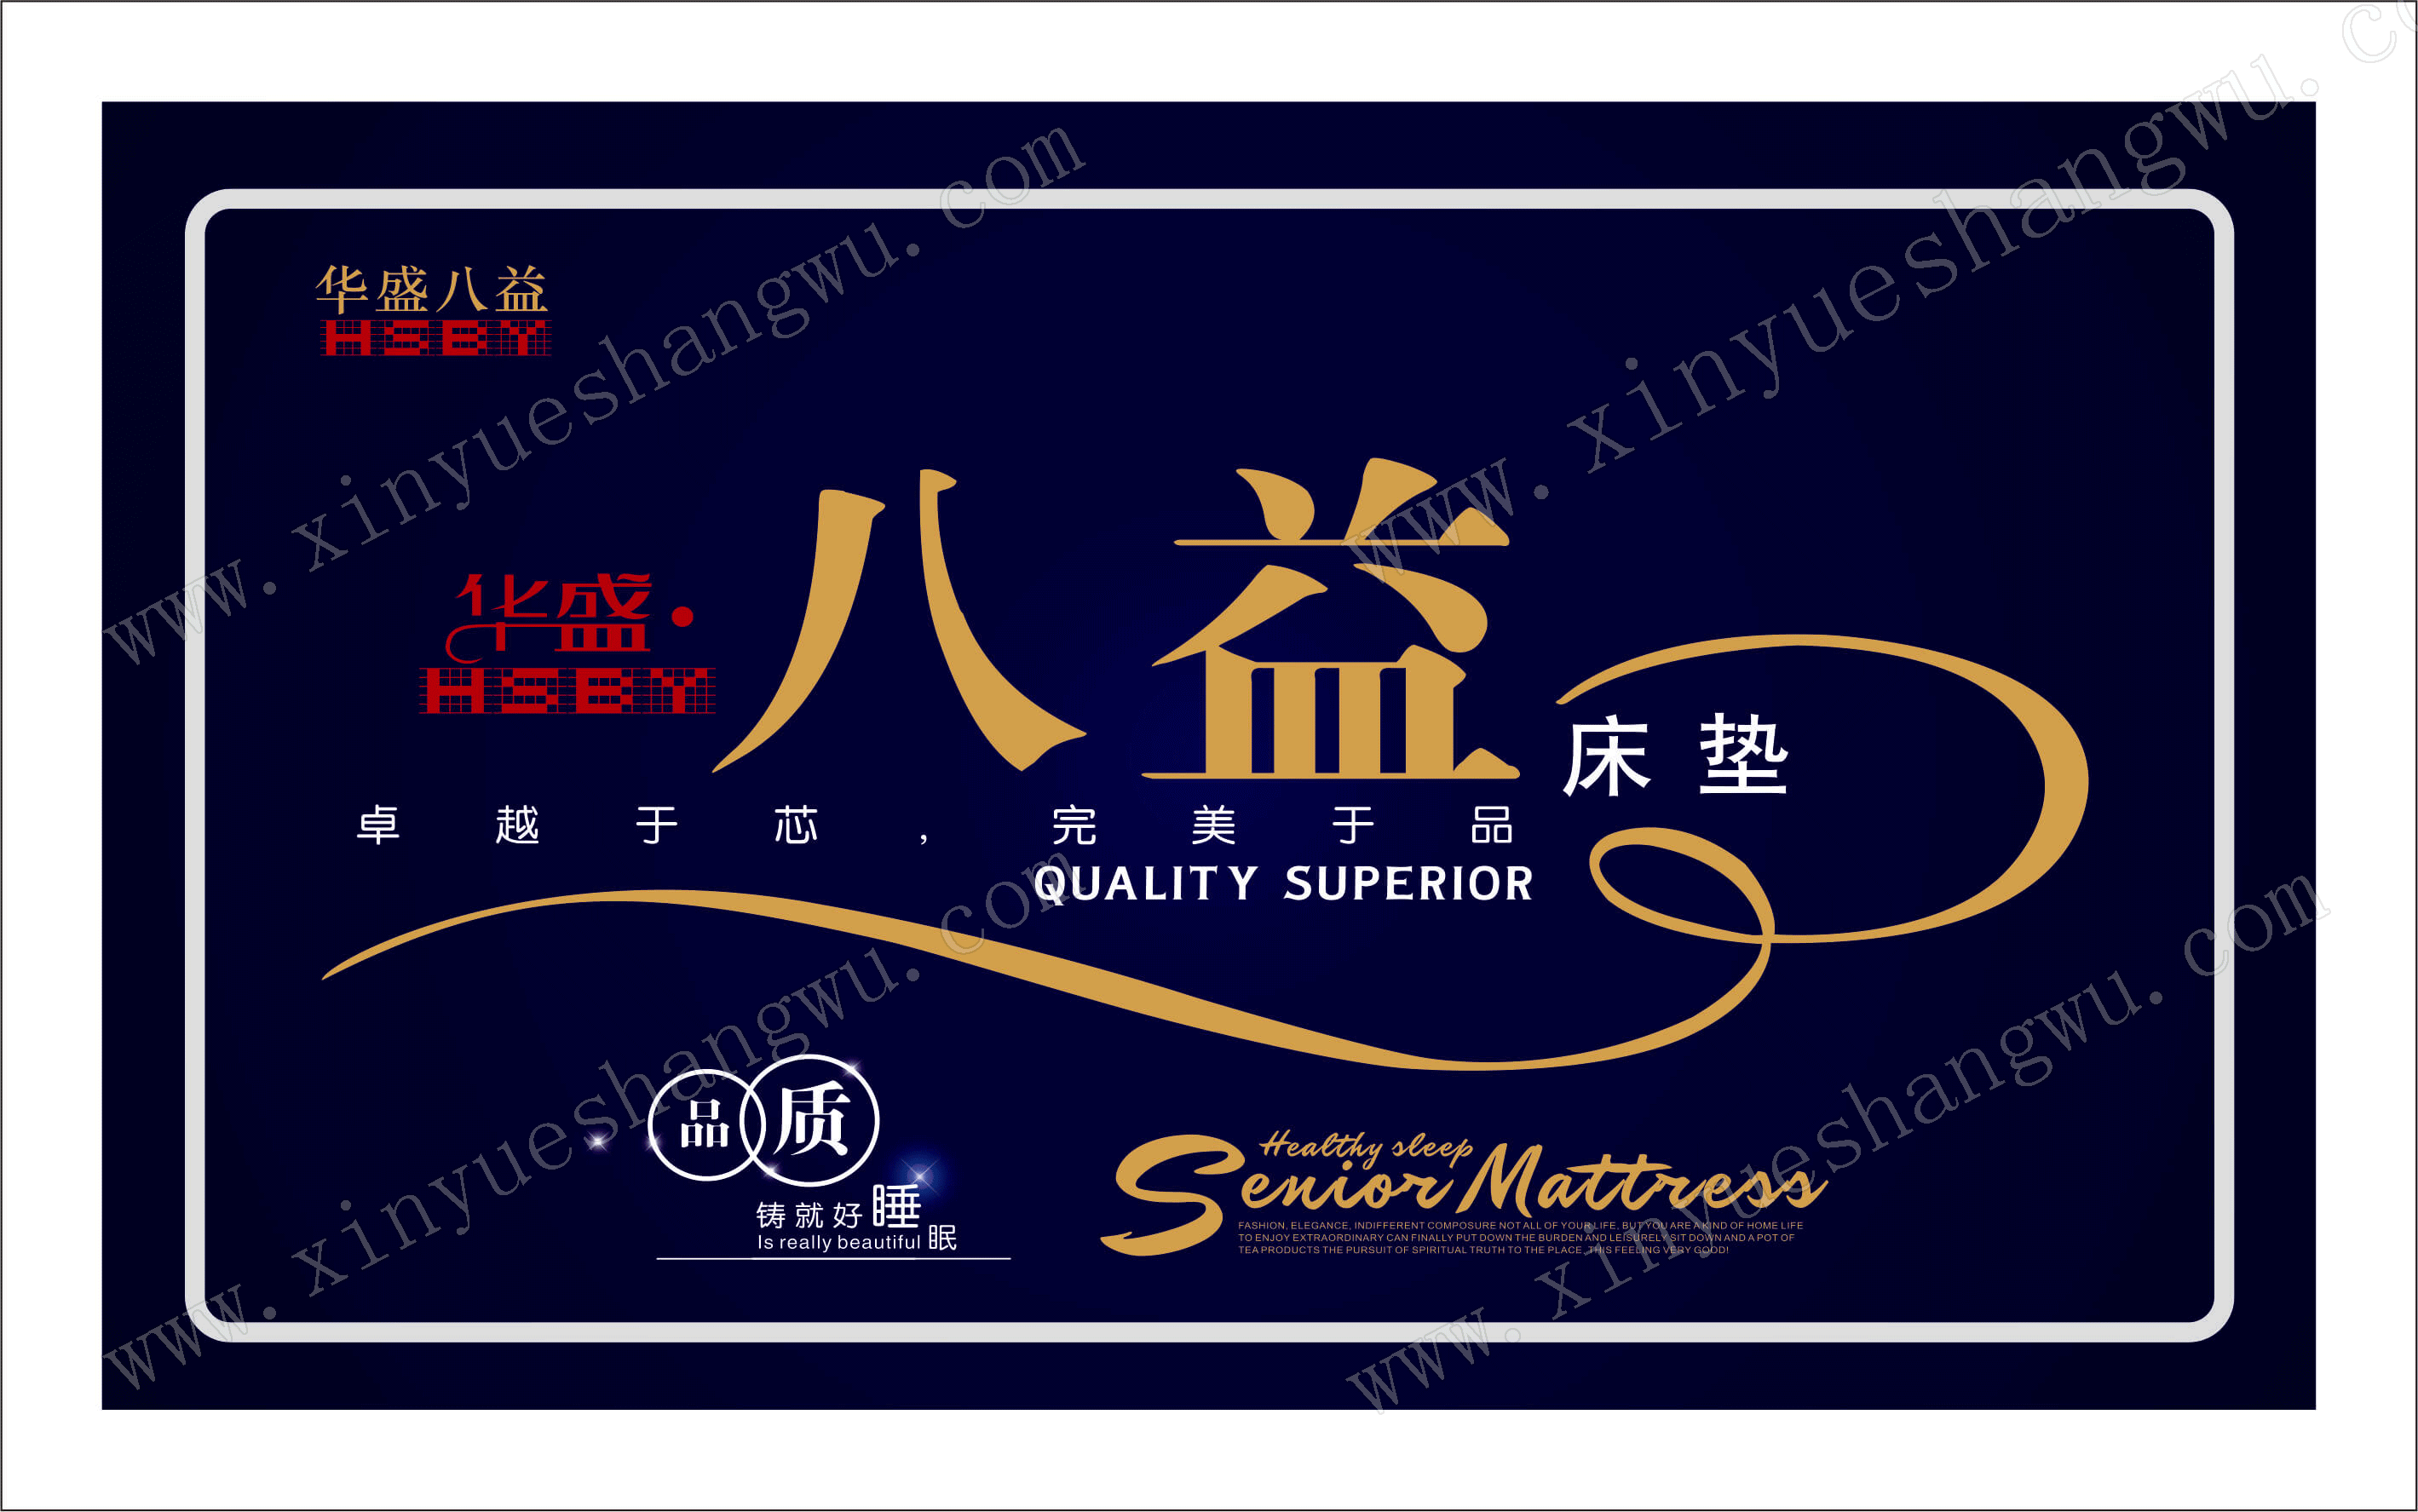 华盛八益
HSBY
华盛·
HSBY
八益
床垫
卓越于芯,完美于品
QUALITY SUPERIOR
品质
铸就好睡眠
Is really beautiful
Healthy sleep
Senior Mattress
FASHION, ELEGANCE, INDIFFERENT COMPOSURE NOT ALL OF YOUR LIFE, BUT YOU ARE A KIND OF HOME LIFE
TO ENJOY EXTRAORDINARY CAN FINALLY PUT DOWN THE BURDEN AND LEISURELY SIT DOWN AND A POT OF
TEA PRODUCTS THE PURSUIT OF SPIRITUAL TRUTH TO THE PLACE ,THIS FEELING VERY GOOD!
www.xinyueshangwu.com
www.xinyueshangwu.co
www.xinyueshangwu.com
www.xinyueshangwu.com